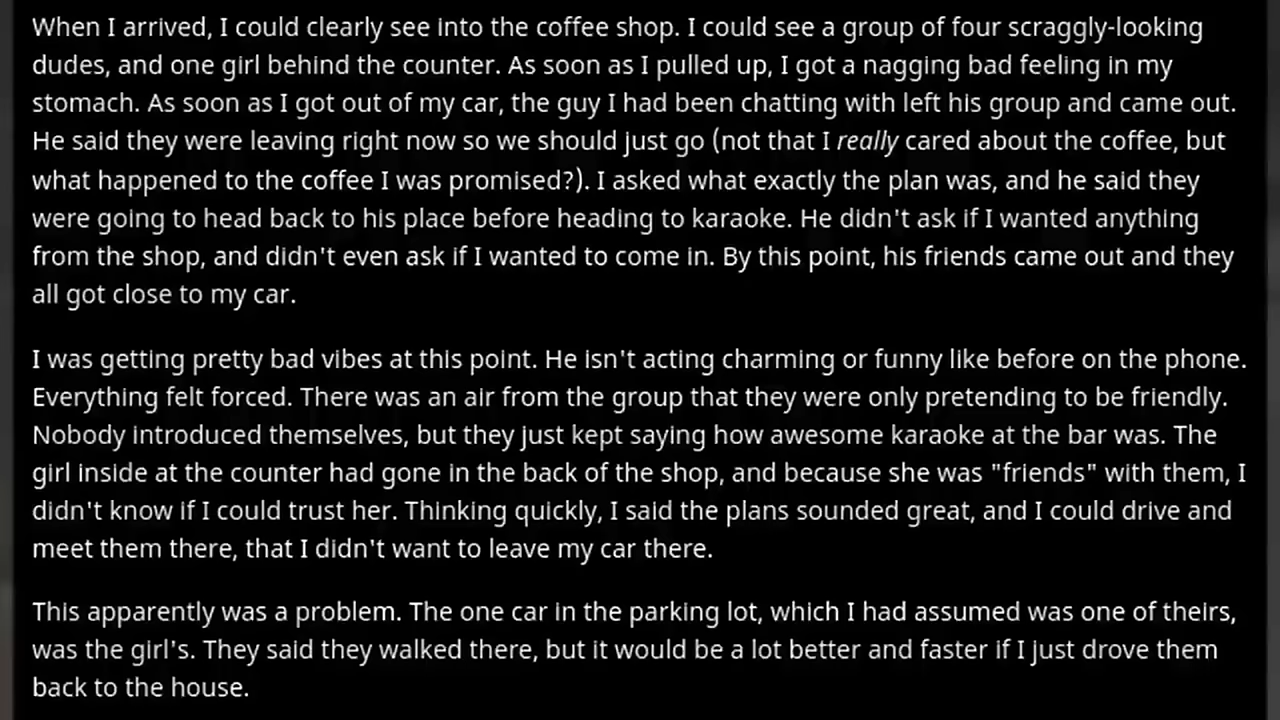 When I arrived, I could clearly see into the coffee shop. I could see a group of four scraggly-looking
dudes, and one girl behind the counter. As soon as I pulled up, I got a nagging bad feeling in my
stomach. As soon as I got out of my car, the guy I had been chatting with left his group and came out.
He said they were leaving right now so we should just go (not that I really cared about the coffee, but
what happened to the coffee I was promised?). I asked what exactly the plan was, and he said they
were going to head back to his place before heading to karaoke. He didn't ask if I wanted anything
from the shop, and didn't even ask if I wanted to come in. By this point, his friends came out and they
all got close to my car.
I was getting pretty bad vibes at this point. He isn't acting charming or funny like before on the phone.
Everything felt forced. There was an air from the group that they were only pretending to be friendly.
Nobody introduced themselves, but they just kept saying how awesome karaoke at the bar was. The
girl inside at the counter had gone in the back of the shop, and because she was "friends" with them, I
didn't know if I could trust her. Thinking quickly, I said the plans sounded great, and I could drive and
meet them there, that I didn't want to leave my car there.
This apparently was a problem. The one car in the parking lot, which I had assumed was one of theirs,
was the girl's. They said they walked there, but it would be a lot better and faster if I just drove them
back to the house.